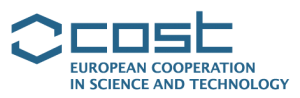 cost
EUROPEAN COOPERATION
IN SCIENCE AND TECHNOLOGY